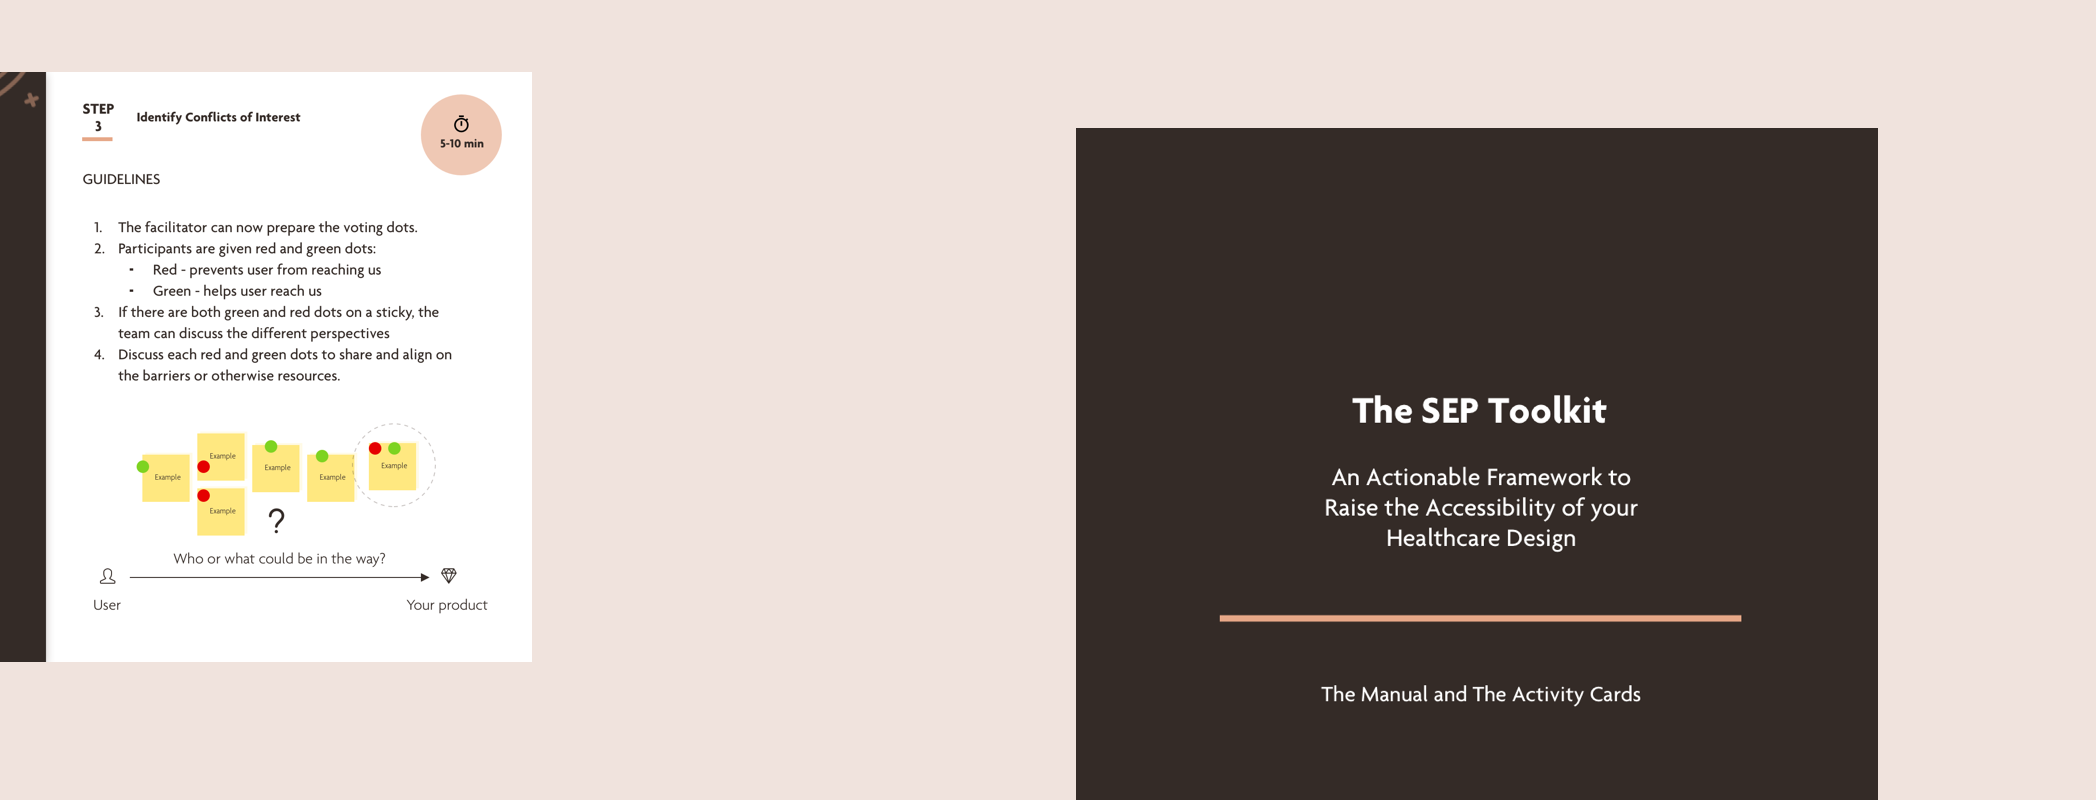 STEP
3
Identify Conflicts of Interest
5-10 min
GUIDELINES
1. The facilitator can now prepare the voting dots.
2. Participants are given red and green dots:
- Red - prevents user from reaching us
- Green - helps user reach us
3. If there are both green and red dots on a sticky, the
team can discuss the different perspectives
4. Discuss each red and green dots to share and align on
the barriers or otherwise resources.
Example
Example
Example
Example
Example
Example
?
Who or what could be in the way?
User
Your product
The SEP Toolkit
An Actionable Framework to
Raise the Accessibility of your
Healthcare Design
The Manual and The Activity Cards